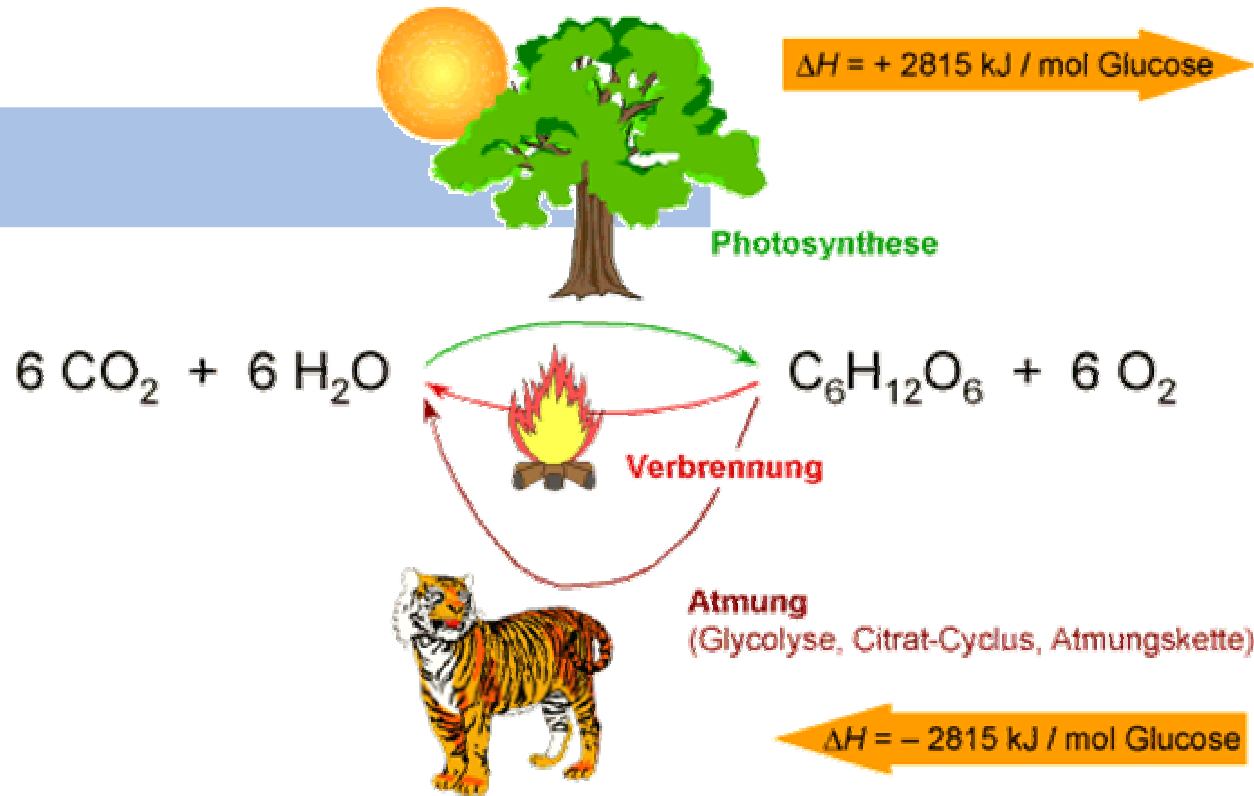 ΔH = + 2815 kJ / mol Glucose
Photosynthese
6 CO₂ + 6 H₂O
C₆H₁₂O₆ + 6 O₂
Verbrennung
Atmung
(Glycolyse, Citrat-Cyclus, Atmungskette)
ΔH = – 2815 kJ / mol Glucose